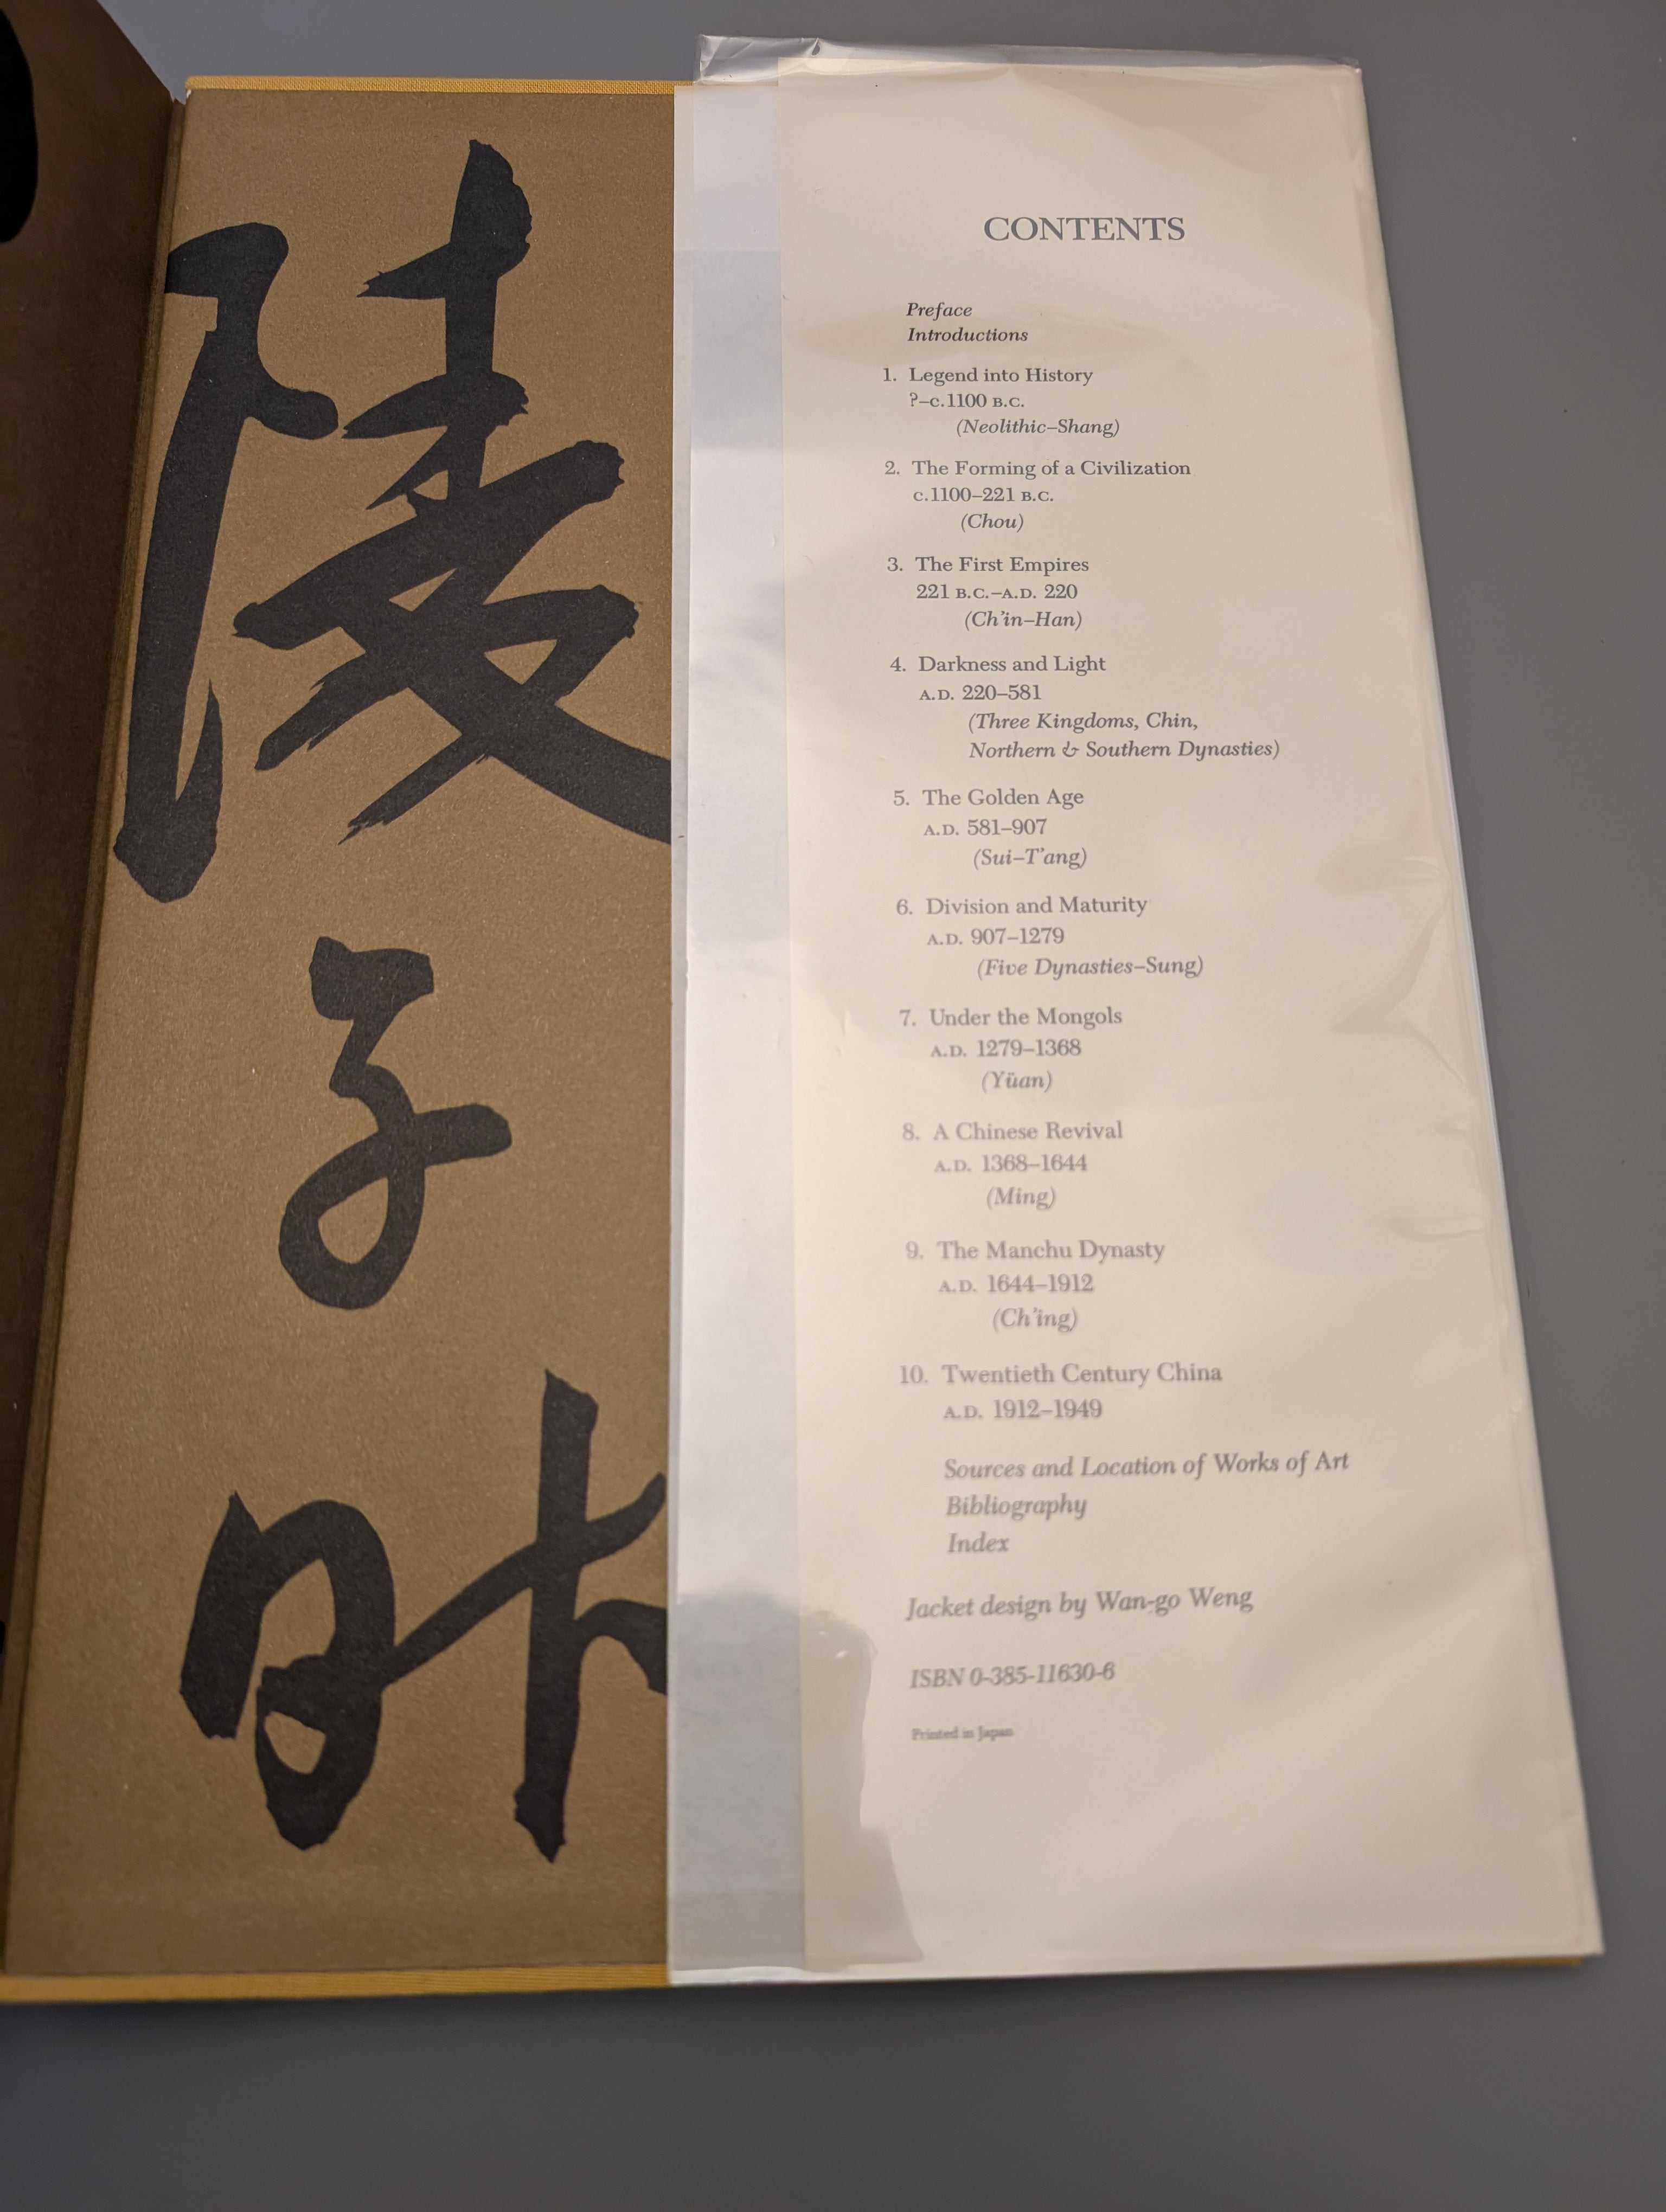 陵
子
CONTENTS
Preface
Introductions
1. Legend into History
?–c.1100 B.C.
(Neolithic–Shang)
2. The Forming of a Civilization
c.1100–221 B.C.
(Chou)
3. The First Empires
221 B.C.–A.D. 220
(Ch’in–Han)
4. Darkness and Light
A.D. 220–581
(Three Kingdoms, Chin,
Northern & Southern Dynasties)
5. The Golden Age
A.D. 581–907
(Sui–T’ang)
6. Division and Maturity
A.D. 907–1279
(Five Dynasties–Sung)
7. Under the Mongols
A.D. 1279–1368
(Yüan)
8. A Chinese Revival
A.D. 1368–1644
(Ming)
9. The Manchu Dynasty
A.D. 1644–1912
(Ch’ing)
10. Twentieth Century China
A.D. 1912–1949
Sources and Location of Works of Art
Bibliography
Index
Jacket design by Wan-go Weng
ISBN 0-385-11630-6
Printed in Japan